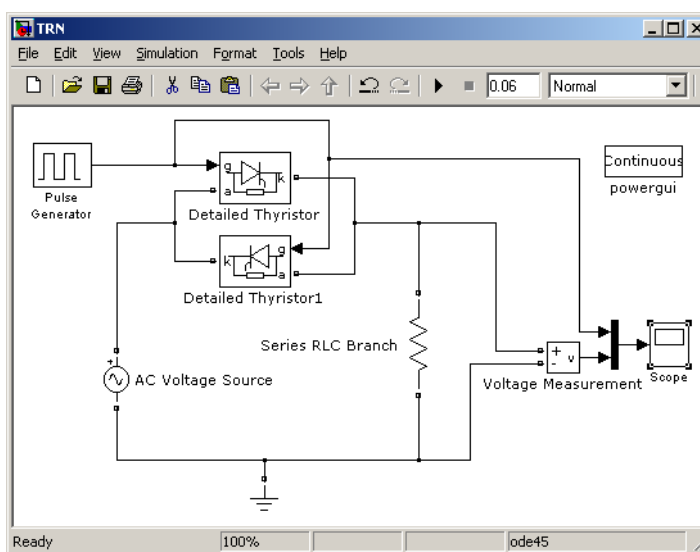 TRN
File Edit View Simulation Format Tools Help
0.06 Normal
Continuous
powergui
Pulse
Generator
g
a
k
Detailed Thyristor
k
g
a
Detailed Thyristor1
Series RLC Branch
+
AC Voltage Source
+
-
v
Voltage Measurement
Scope
Ready 100% ode45